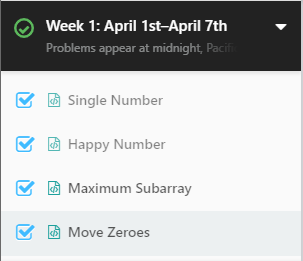 Week 1: April 1st–April 7th
Problems appear at midnight, Pacific
Single Number
Happy Number
Maximum Subarray
Move Zeroes